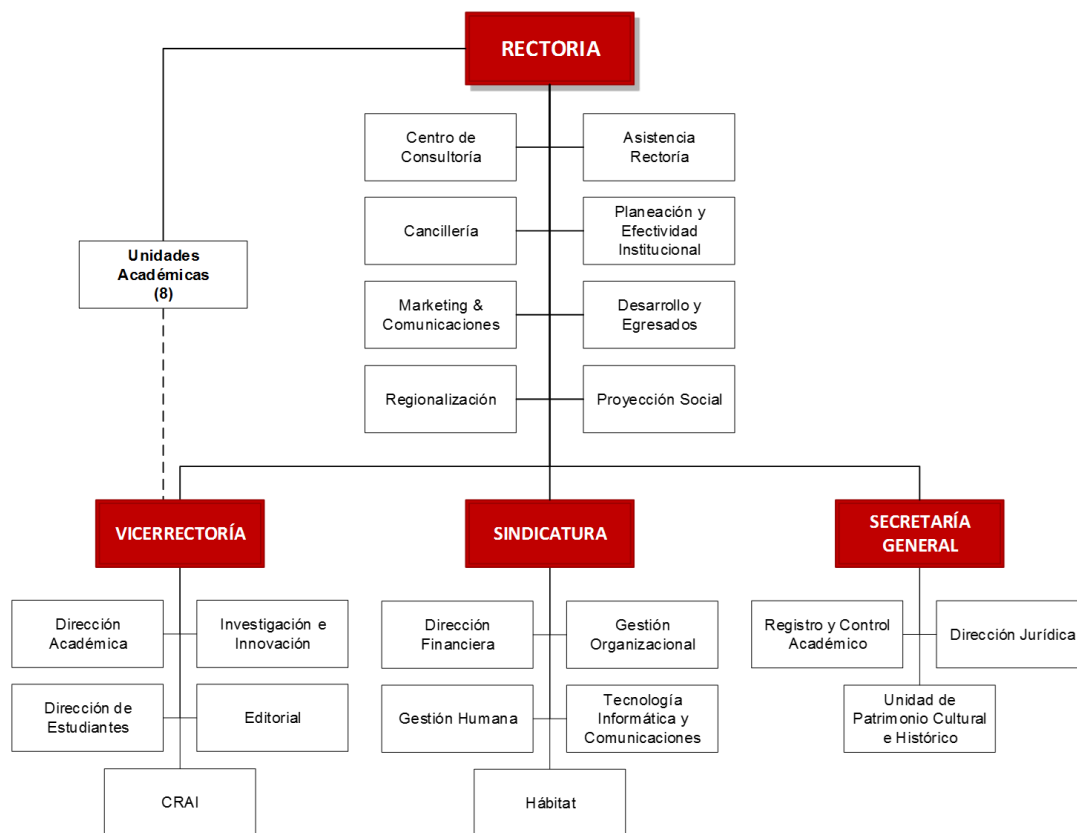 RECTORIA
Centro de
Consultoría
Asistencia
Rectoría
Cancillería
Planeación y
Efectividad
Institucional
Unidades
Académicas
(8)
Marketing &
Comunicaciones
Desarrollo y
Egresados
Regionalización
Proyección Social
VICERRECTORÍA
SINDICATURA
SECRETARÍA
GENERAL
Dirección
Académica
Investigación e
Innovación
Dirección de
Estudiantes
Editorial
CRAI
Dirección
Financiera
Gestión
Organizacional
Gestión Humana
Tecnología
Informática y
Comunicaciones
Hábitat
Registro y Control
Académico
Dirección Jurídica
Unidad de
Patrimonio Cultural
e Histórico